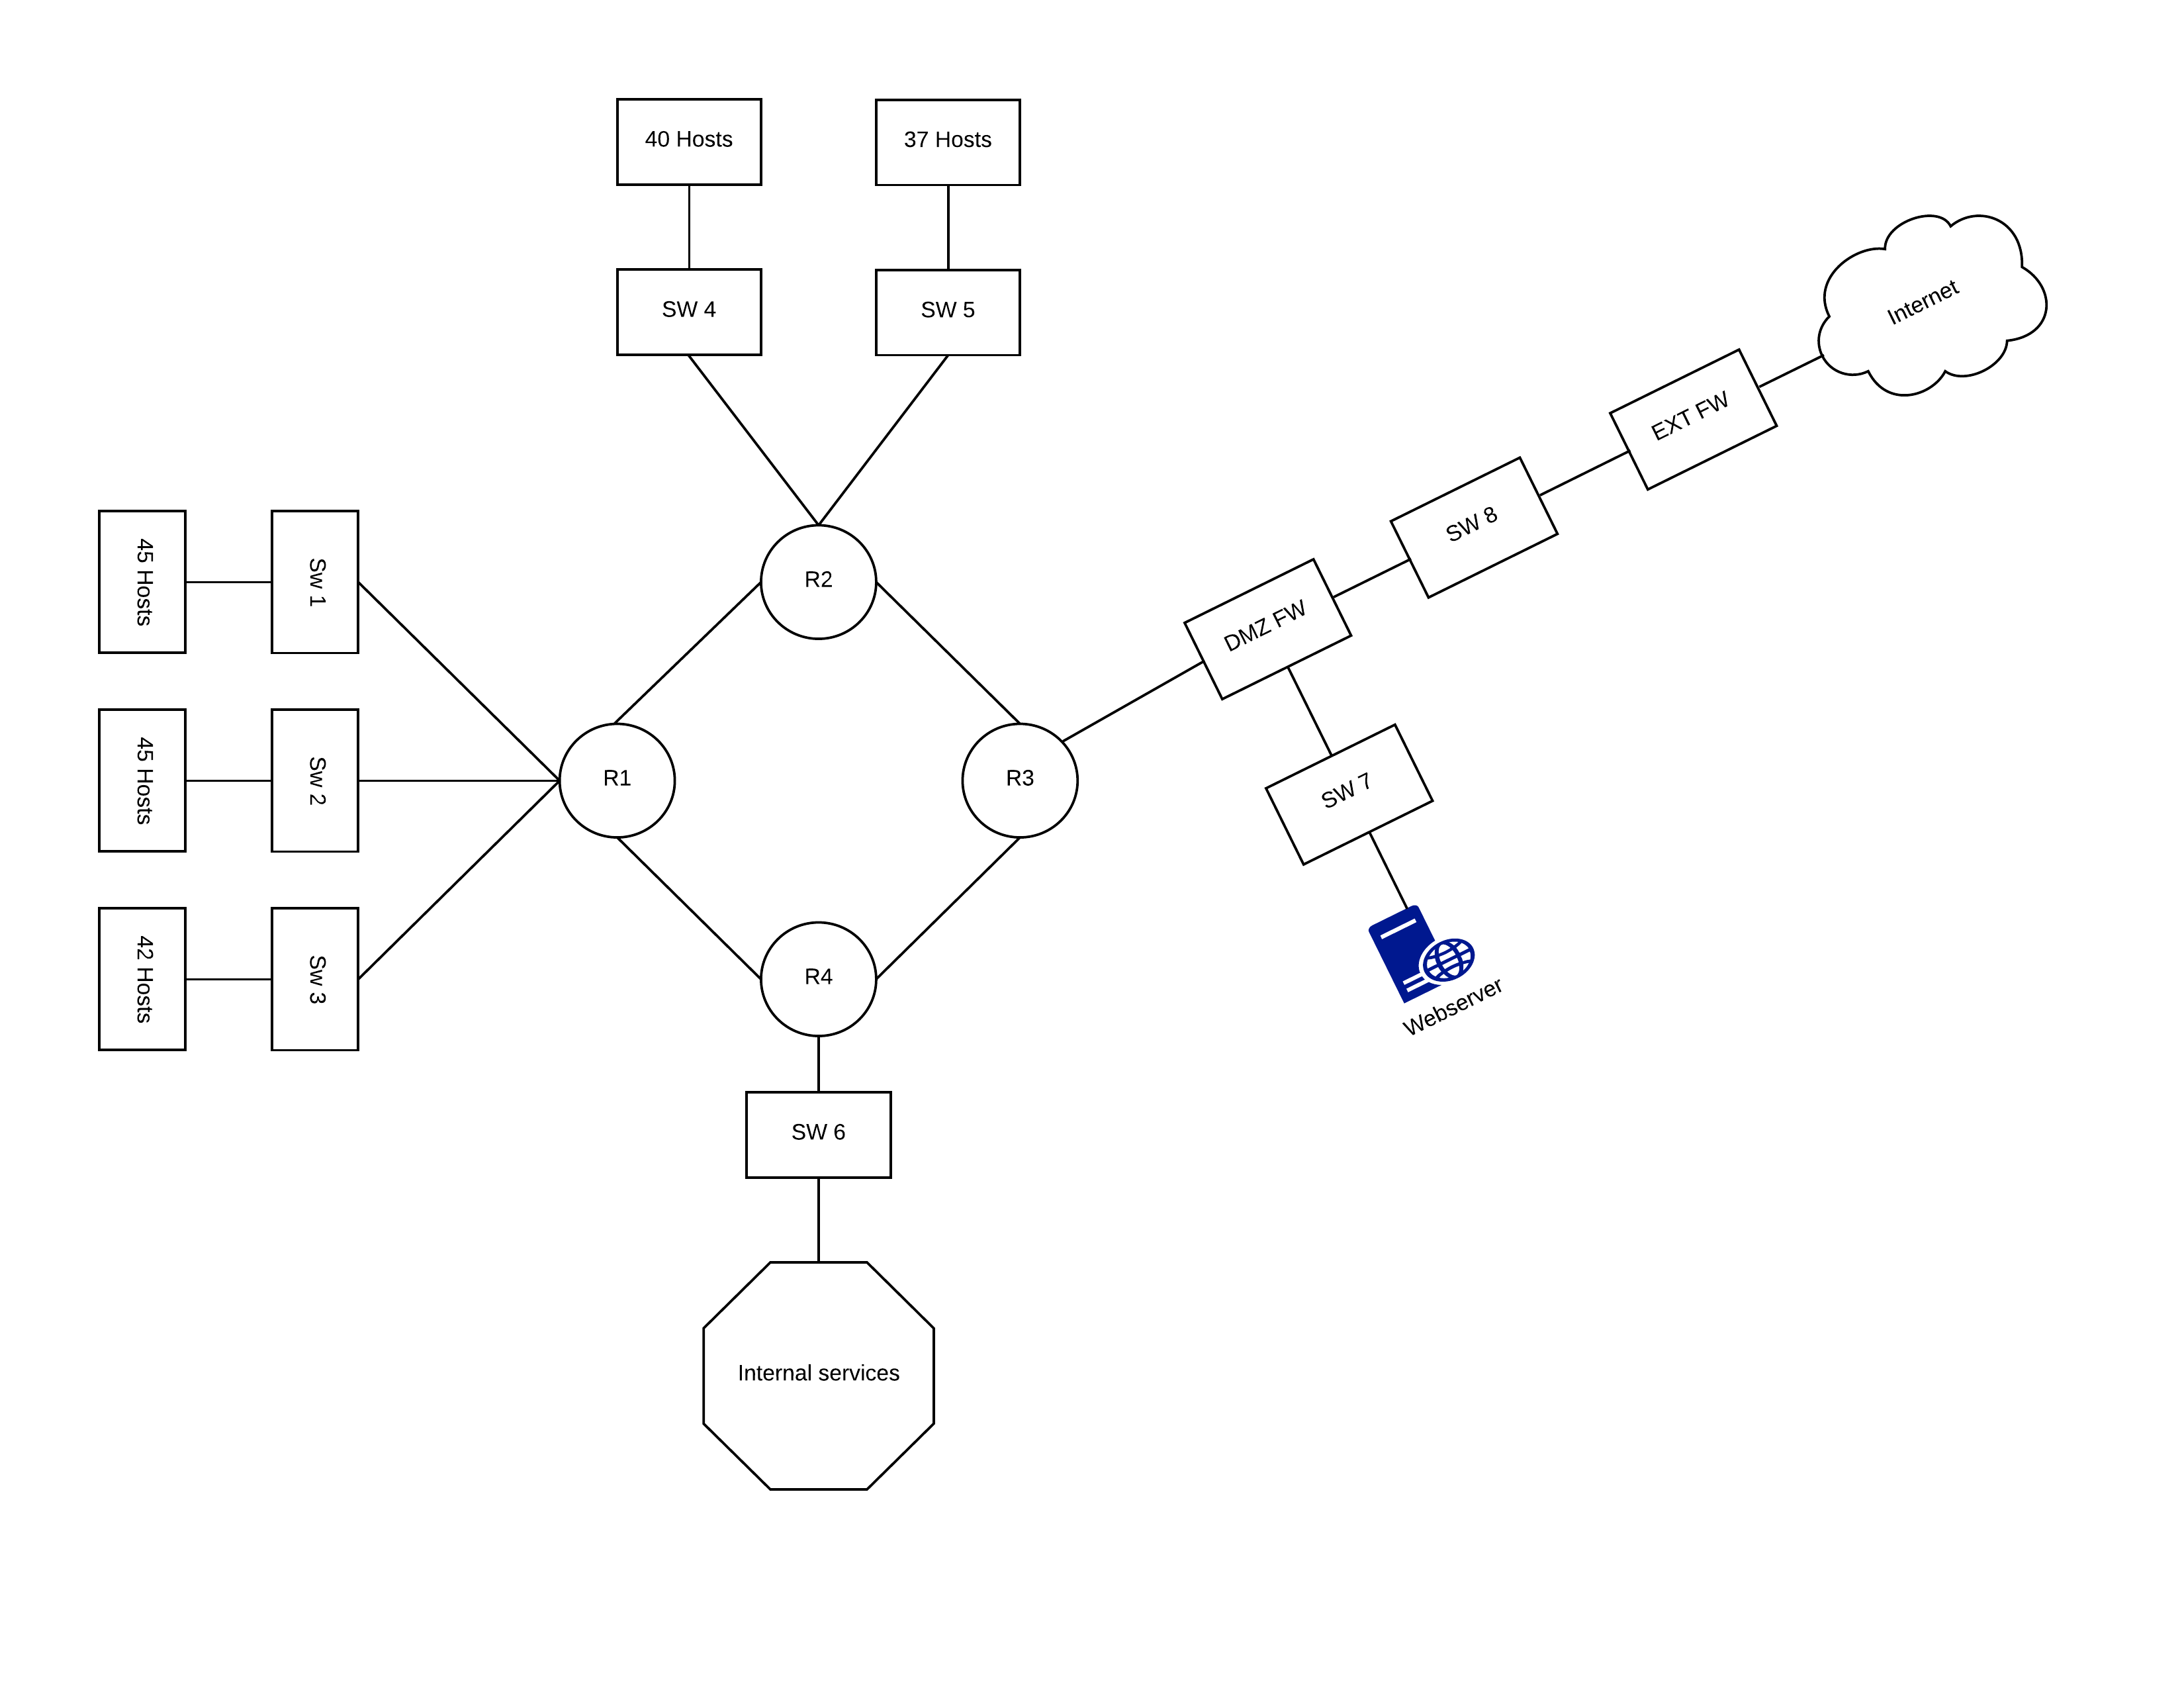 40 Hosts
37 Hosts
SW 4
SW 5
Internet
EXT FW
SW 8
DMZ FW
45 Hosts
Sw 1
R2
45 Hosts
Sw 2
R1
R3
SW 7
42 Hosts
Sw 3
R4
Webserver
SW 6
Internal services